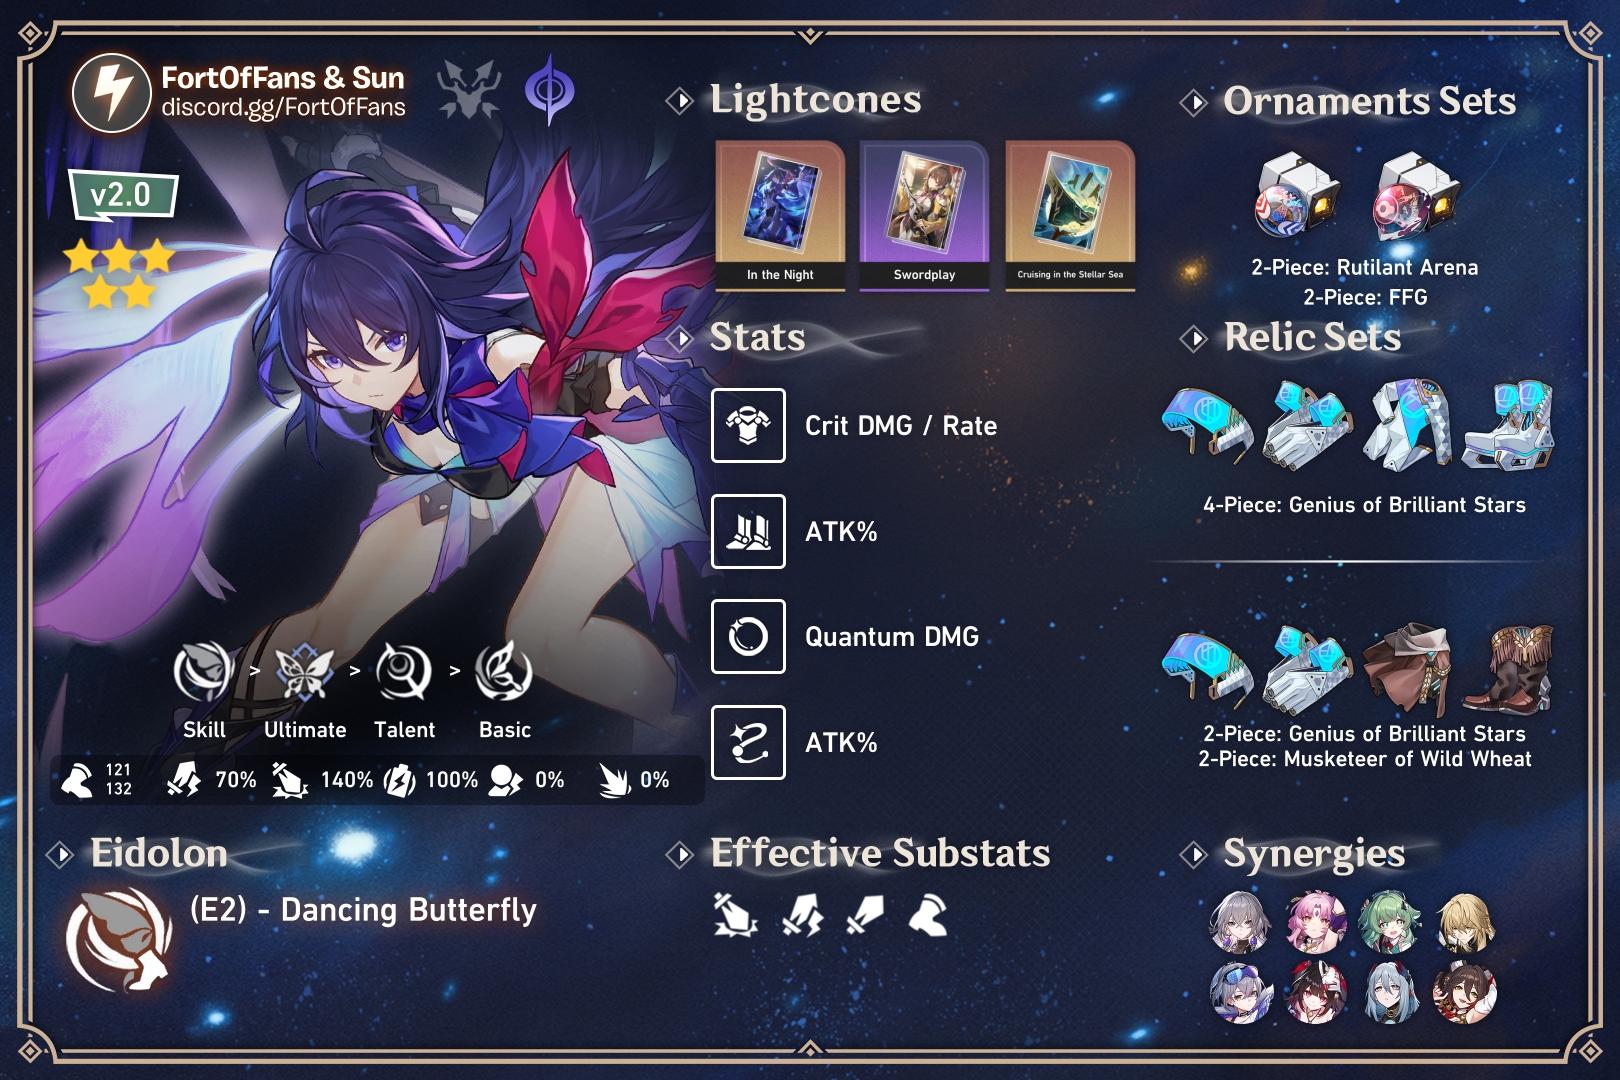 FortOfFans & Sun
discord.gg/FortOfFans
v2.0
Skill
>
Ultimate
>
Talent
>
Basic
121
132
70%
140%
100%
0%
0%
Eidolon
(E2) - Dancing Butterfly
Lightcones
In the Night
Swordplay
Cruising in the Stellar Sea
Stats
Crit DMG / Rate
ATK%
Quantum DMG
ATK%
Effective Substats
Ornaments Sets
2-Piece: Rutilant Arena
2-Piece: FFG
Relic Sets
4-Piece: Genius of Brilliant Stars
2-Piece: Genius of Brilliant Stars
2-Piece: Musketeer of Wild Wheat
Synergies